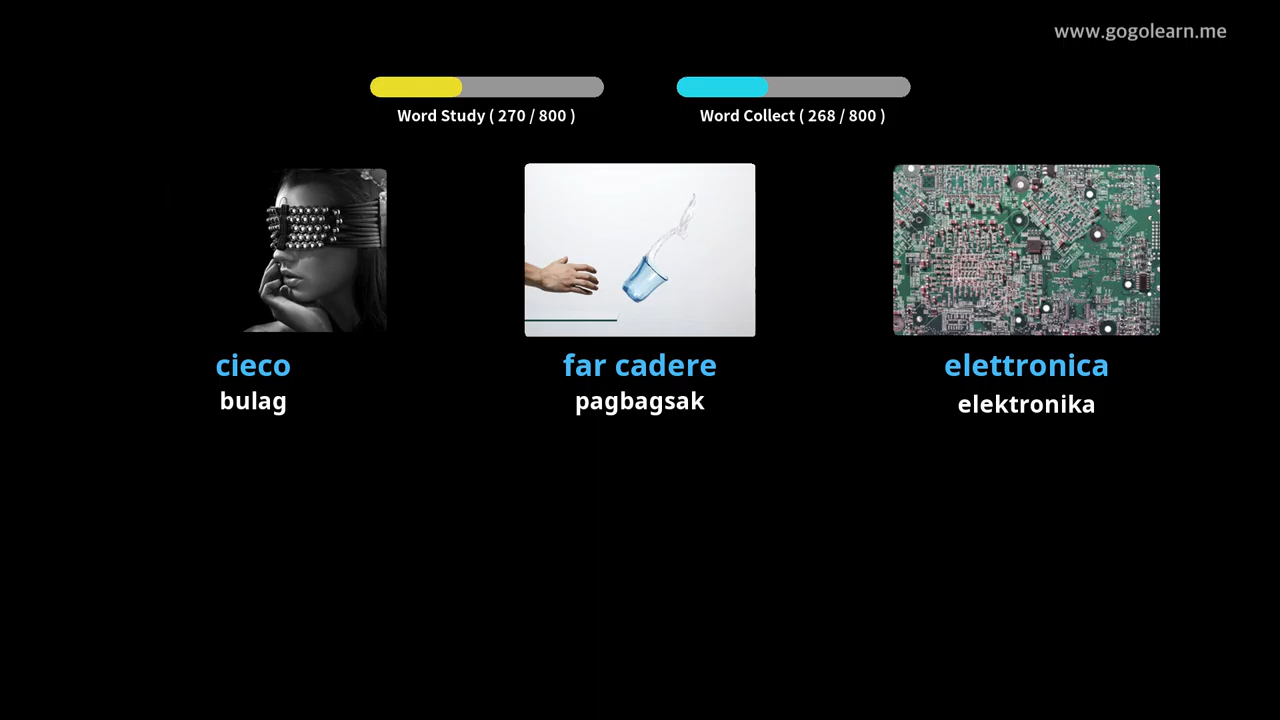 www.gogolearn.me
Word Study ( 270 / 800 )
Word Collect ( 268 / 800 )
cieco
bulag
far cadere
pagbagsak
elettronica
elektronika